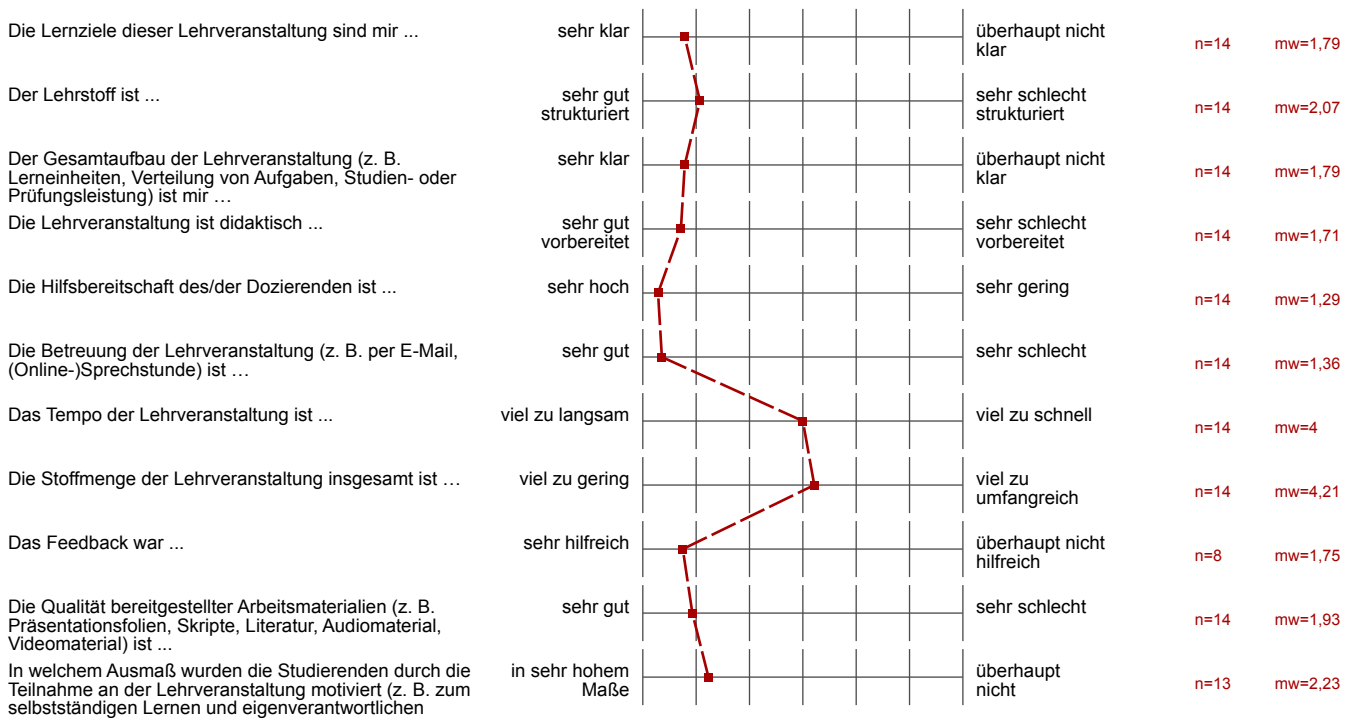 Die Lernziele dieser Lehrveranstaltung sind mir ... sehr klar überhaupt nicht klar n=14 mw=1,79
Der Lehrstoff ist ... sehr gut strukturiert sehr schlecht strukturiert n=14 mw=2,07
Der Gesamtaufbau der Lehrveranstaltung (z. B.
Lerneinheiten, Verteilung von Aufgaben, Studien- oder
Prüfungsleistung) ist mir … sehr klar überhaupt nicht klar n=14 mw=1,79
Die Lehrveranstaltung ist didaktisch ... sehr gut vorbereitet sehr schlecht vorbereitet n=14 mw=1,71
Die Hilfsbereitschaft des/der Dozierenden ist ... sehr hoch sehr gering n=14 mw=1,29
Die Betreuung der Lehrveranstaltung (z. B. per E-Mail,
(Online-)Sprechstunde) ist … sehr gut sehr schlecht n=14 mw=1,36
Das Tempo der Lehrveranstaltung ist ... viel zu langsam viel zu schnell n=14 mw=4
Die Stoffmenge der Lehrveranstaltung insgesamt ist … viel zu gering viel zu umfangreich n=14 mw=4,21
Das Feedback war ... sehr hilfreich überhaupt nicht hilfreich n=8 mw=1,75
Die Qualität bereitgestellter Arbeitsmaterialien (z. B.
Präsentationsfolien, Skripte, Literatur, Audiomaterial,
Videomaterial) ist ... sehr gut sehr schlecht n=14 mw=1,93
In welchem Ausmaß wurden die Studierenden durch die
Teilnahme an der Lehrveranstaltung motiviert (z. B. zum
selbstständigen Lernen und eigenverantwortlichen in sehr hohem Maße überhaupt nicht n=13 mw=2,23